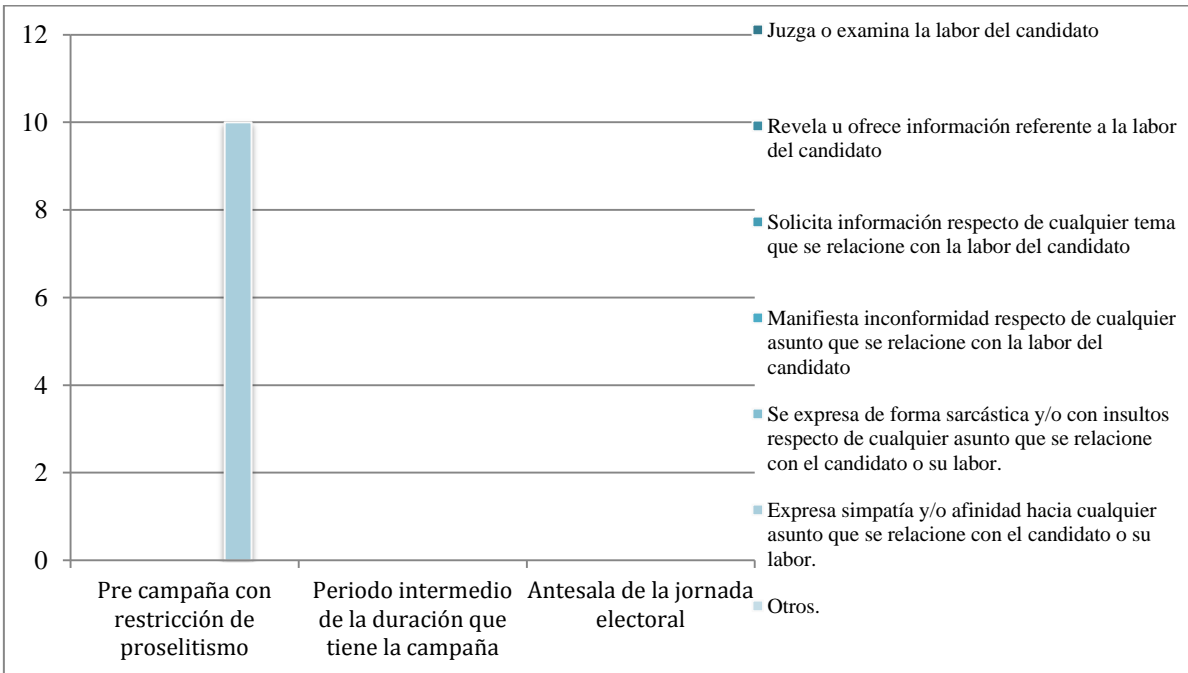 12
10
8
6
4
2
0
Pre campaña con
restricción de
proselitismo
Periodo intermedio
de la duración que
tiene la campaña
Antesala de la jornada
electoral
Juzga o examina la labor del candidato
Revela u ofrece información referente a la labor
del candidato
Solicita información respecto de cualquier tema
que se relacione con la labor del candidato
Manifiesta inconformidad respecto de cualquier
asunto que se relacione con la labor del
candidato
Se expresa de forma sarcástica y/o con insultos
respecto de cualquier asunto que se relacione
con el candidato o su labor.
Expresa simpatía y/o afinidad hacia cualquier
asunto que se relacione con el candidato o su
labor.
Otros.